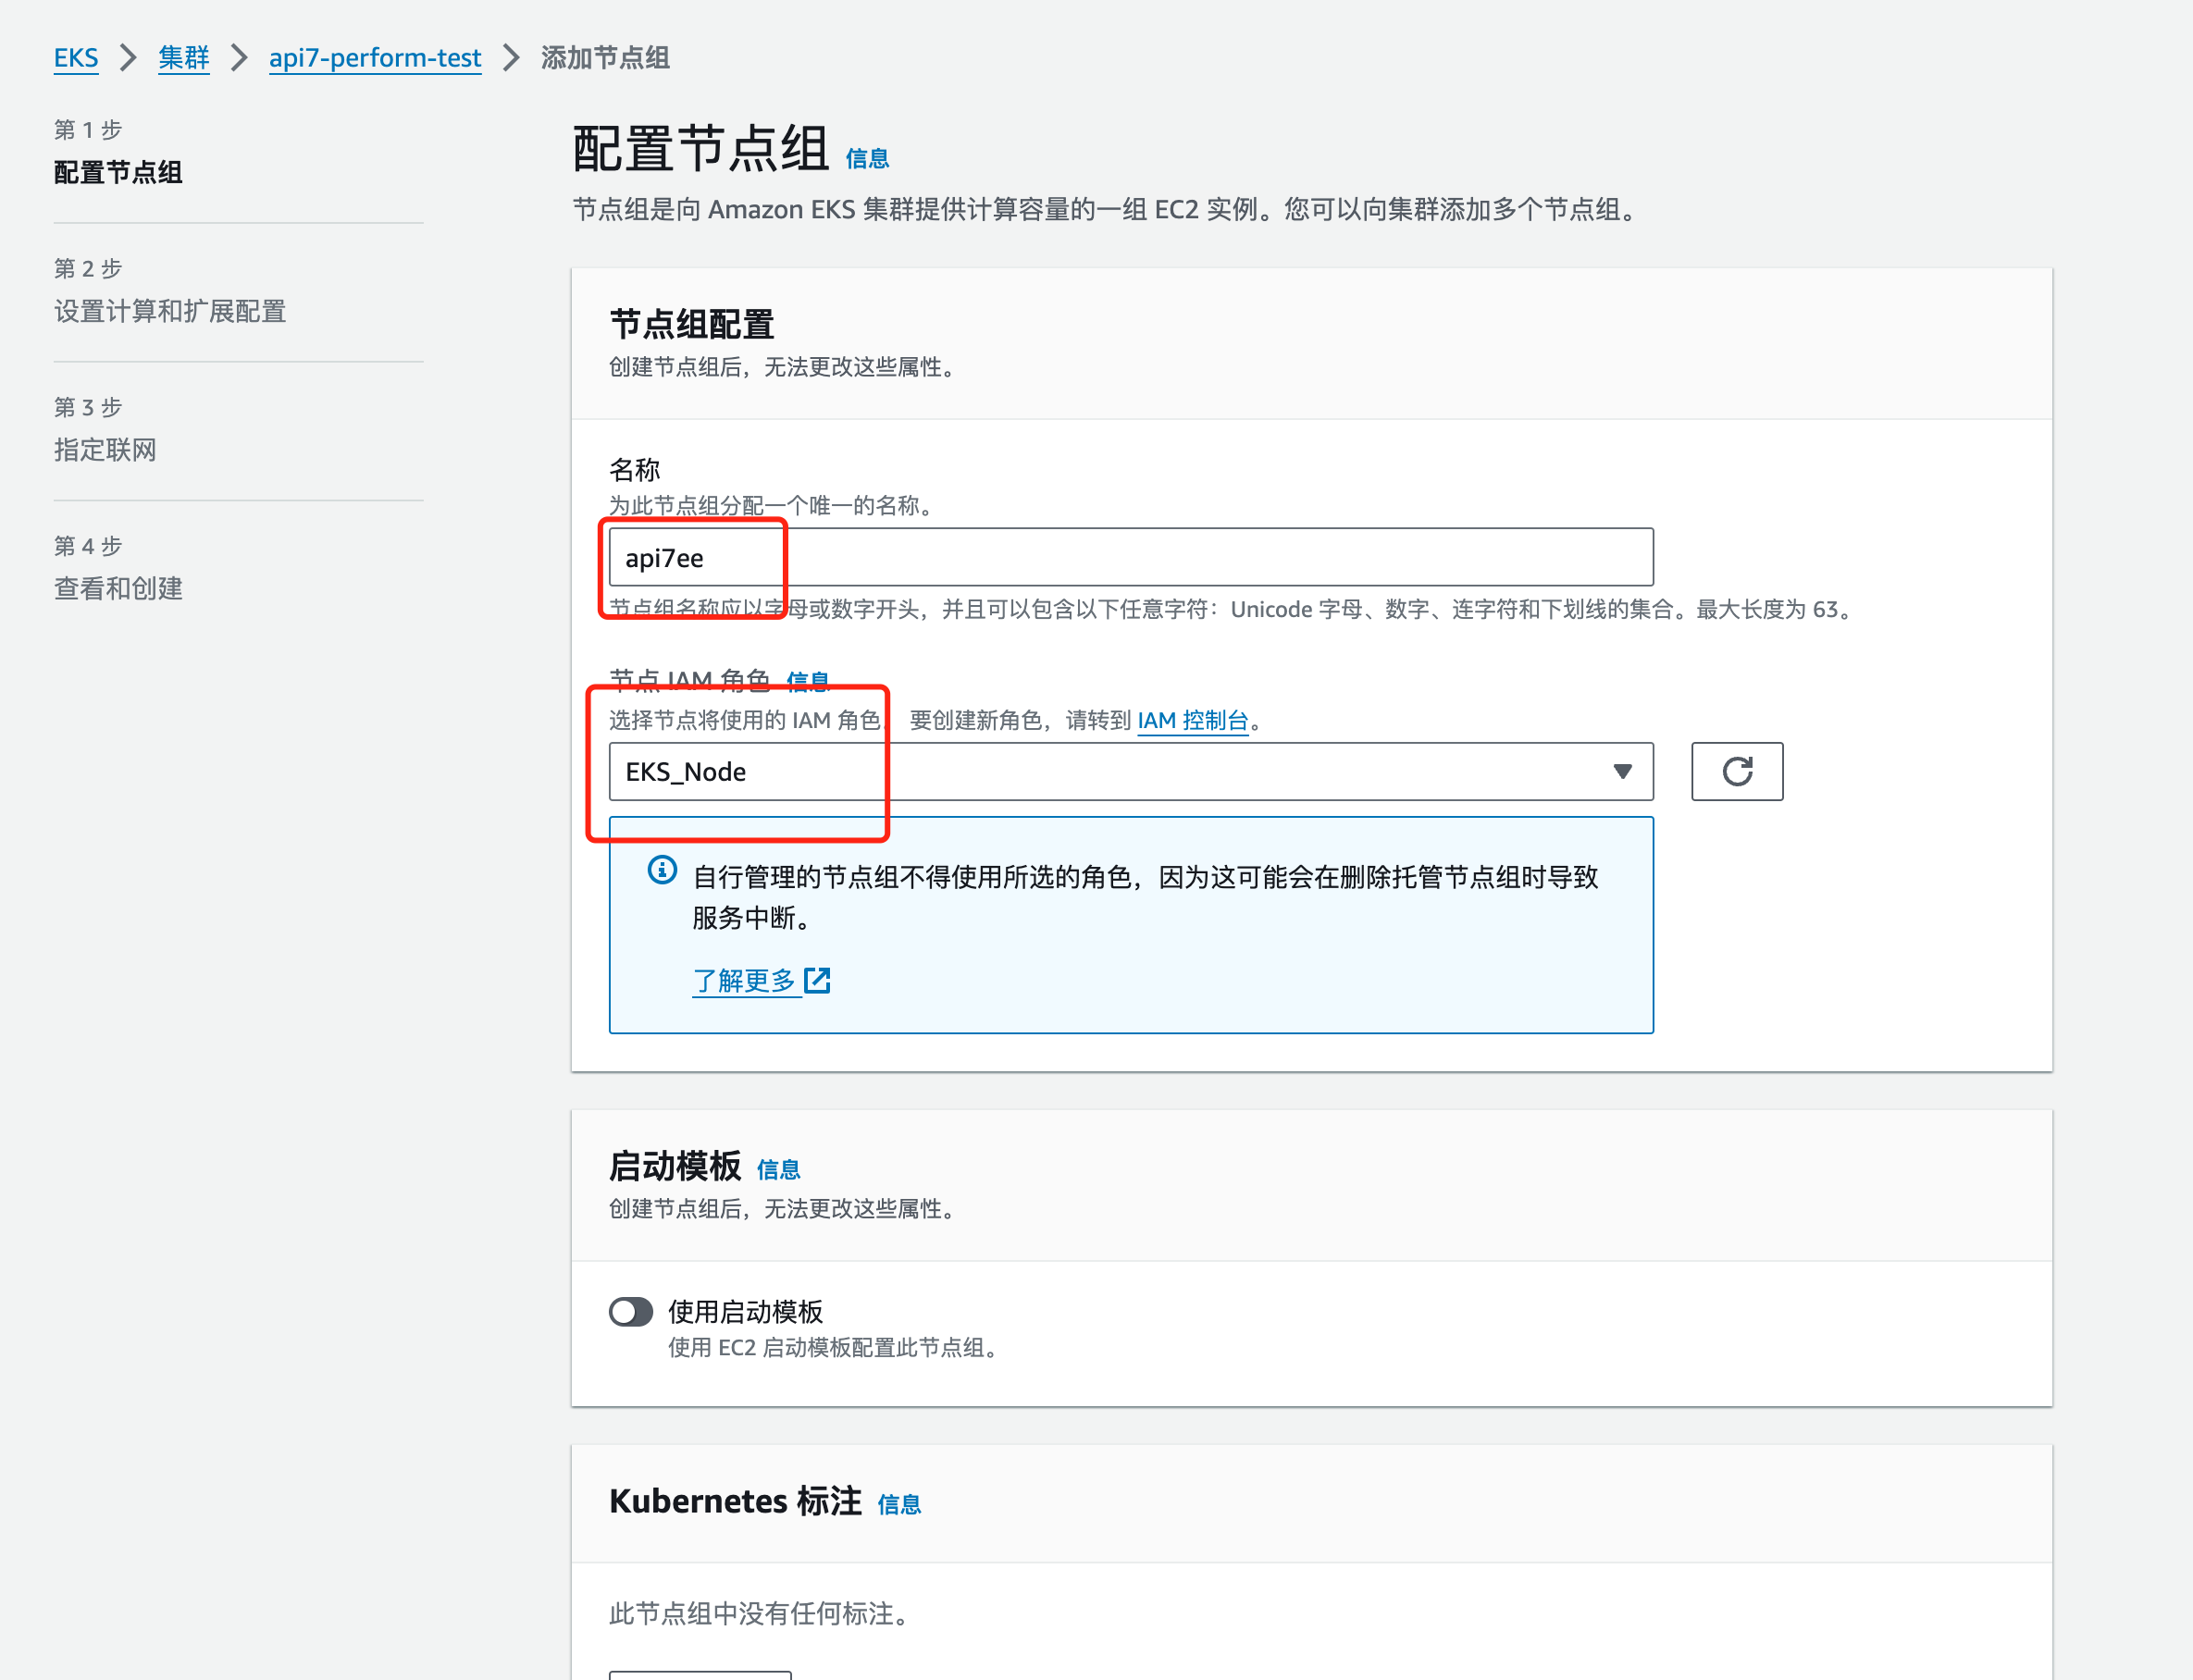 EKS > 集群 > api7-perform-test > 添加节点组
第 1 步
配置节点组
第 2 步
设置计算和扩展配置
第 3 步
指定联网
第 4 步
查看和创建
配置节点组 信息
节点组是向 Amazon EKS 集群提供计算容量的一组 EC2 实例。您可以向集群添加多个节点组。
节点组配置
创建节点组后，无法更改这些属性。
名称
为此节点组分配一个唯一的名称。
api7ee
节点组名称应以字母或数字开头，并且可以包含以下任意字符：Unicode 字母、数字、连字符和下划线的集合。最大长度为 63。
节点 IAM 角色 信息
选择节点将使用的 IAM 角色。 要创建新角色，请转到 IAM 控制台。
EKS_Node
自行管理的节点组不得使用所选的角色，因为这可能会在删除托管节点组时导致
服务中断。
了解更多
启动模板 信息
创建节点组后，无法更改这些属性。
使用启动模板
使用 EC2 启动模板配置此节点组。
Kubernetes 标注 信息
此节点组中没有任何标注。